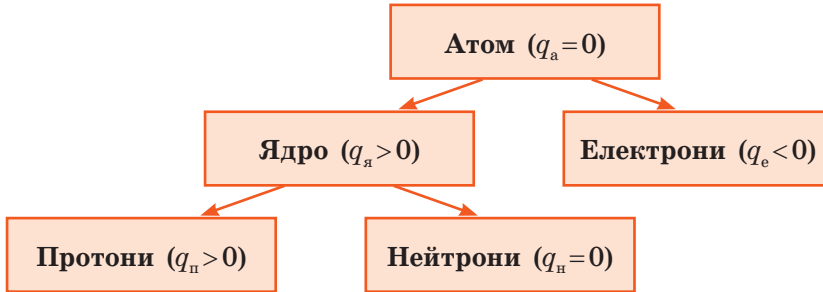 Атом (qа=0)
Ядро (qя>0)
Електрони (qе<0)
Протони (qп>0)
Нейтрони (qн=0)